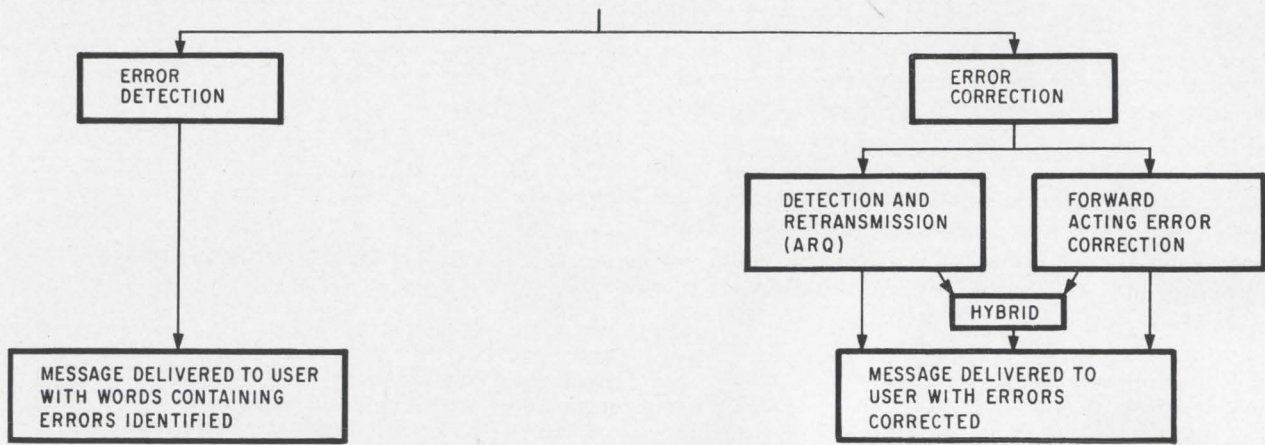 ERROR
DETECTION
ERROR
CORRECTION
DETECTION AND
RETRANSMISSION
(ARQ)
FORWARD
ACTING ERROR
CORRECTION
HYBRID
MESSAGE DELIVERED TO USER
WITH WORDS CONTAINING
ERRORS IDENTIFIED
MESSAGE DELIVERED TO
USER WITH ERRORS
CORRECTED